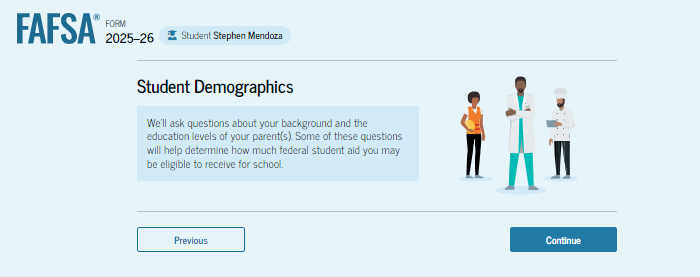 FAFSA®
FORM
2025–26
Student Stephen Mendoza
Student Demographics
We'll ask questions about your background and the
education levels of your parent(s). Some of these questions
will help determine how much federal student aid you may
be eligible to receive for school.
Previous
Continue